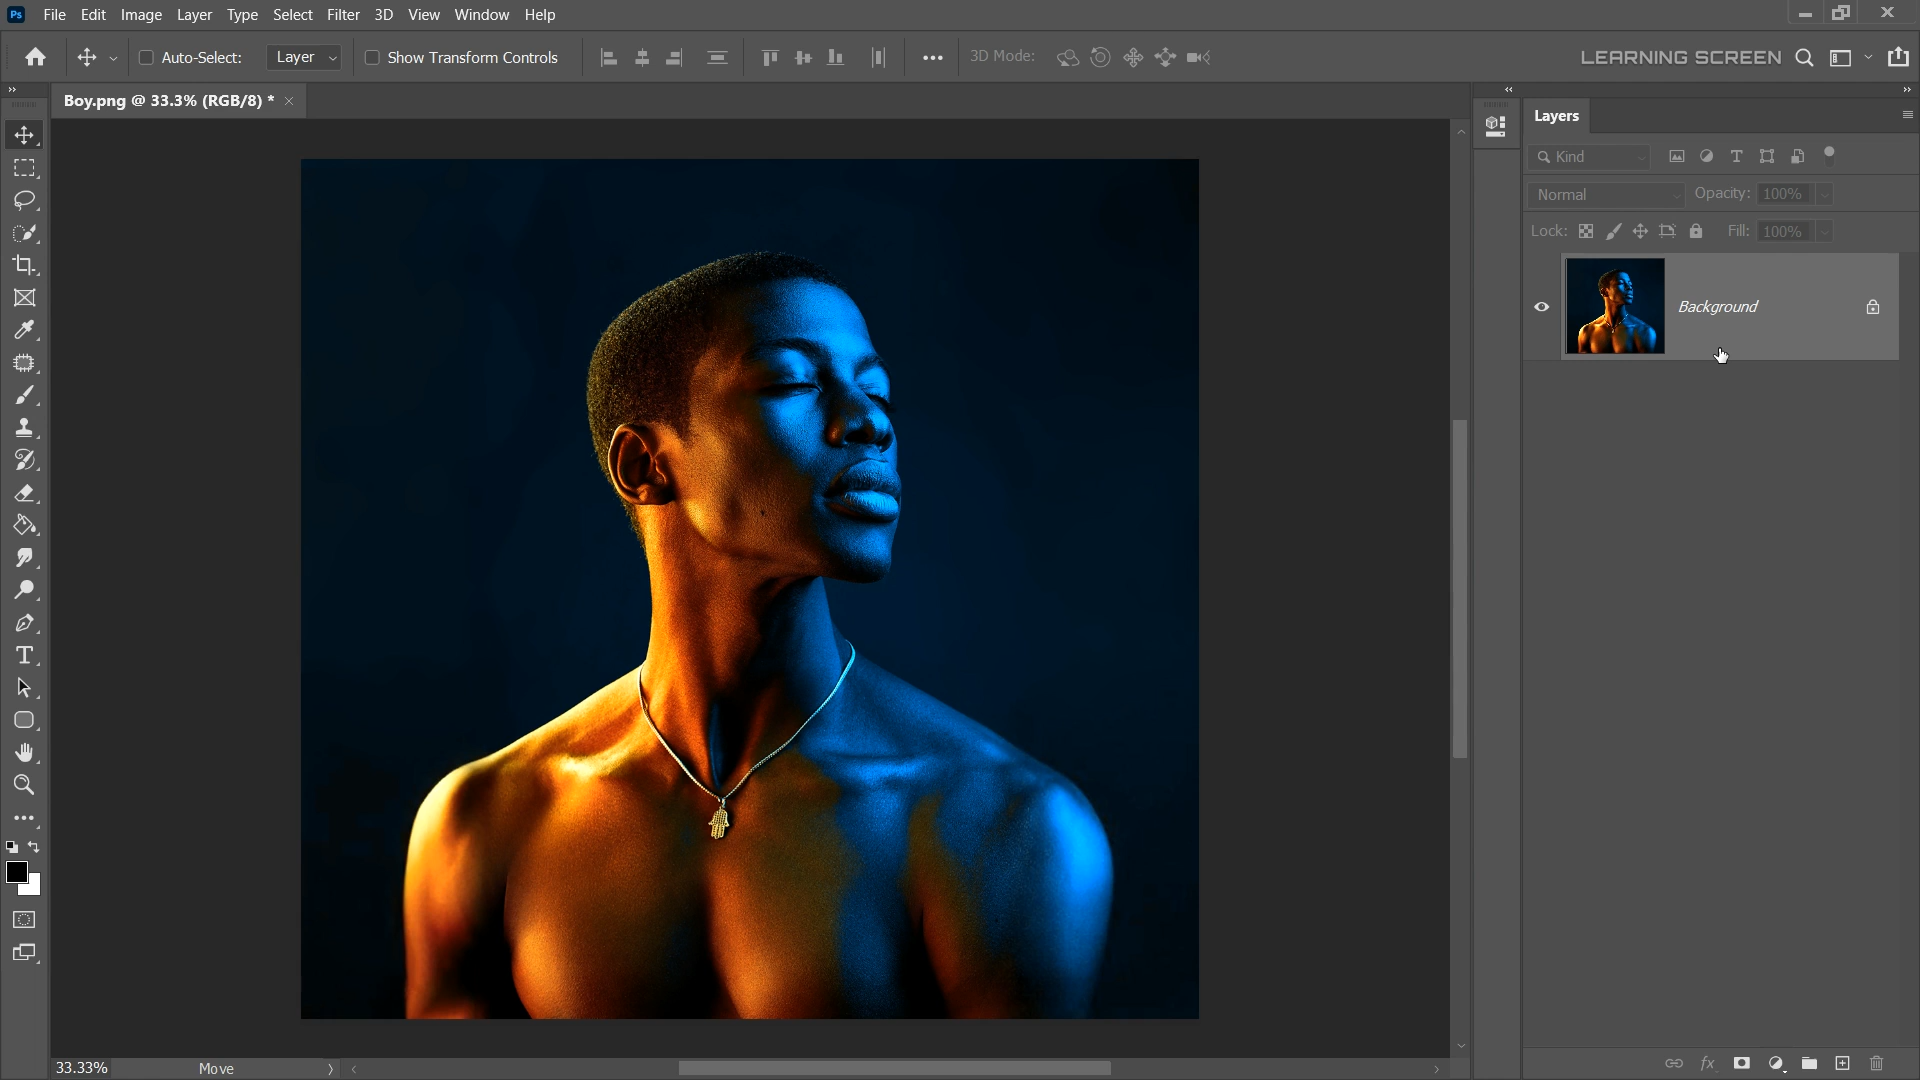 Ps File Edit Image Layer Type Select Filter 3D View Window Help
Auto-Select: Layer Show Transform Controls 3D Mode: LEARNING SCREEN
Boy.png @ 33.3% (RGB/8) *
Layers
Kind
Normal Opacity: 100%
Lock: Fill: 100%
Background
33.33% Move
fx